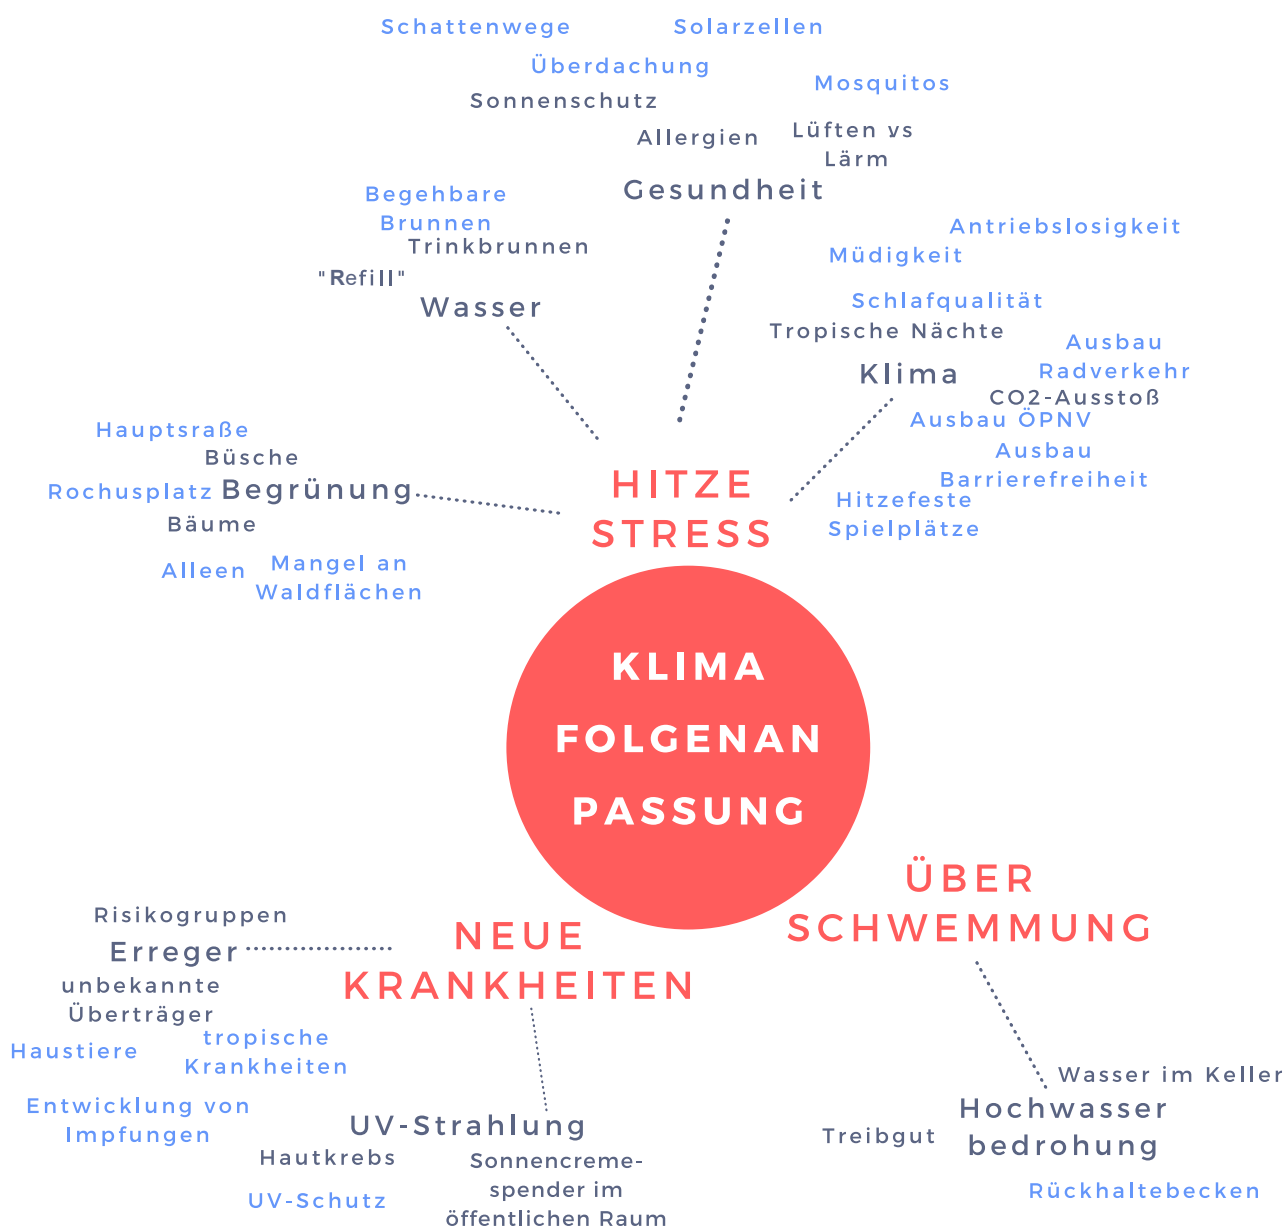 Schattenwege
Solarzellen
Überdachung
Mosquitos
Sonnenschutz
Allergien
Lüften vs
Lärm
Gesundheit
Begehbare
Brunnen
Trinkbrunnen
"Refill"
Wasser
Antriebslosigkeit
Müdigkeit
Schlafqualität
Tropische Nächte
Klima
Ausbau
Radverkehr
CO2-Ausstoß
Ausbau ÖPNV
Ausbau
Barrierefreiheit
Hitzefeste
Spielplätze
Hauptsraße
Büsche
Rochusplatz
Begrünung
Bäume
Alleen
Mangel an
Waldflächen
HITZE
STRESS
KLIMA
FOLGENAN
PASSUNG
ÜBER
SCHWEMMUNG
NEUE
KRANKHEITEN
Risikogruppen
Erreger
unbekannte
Überträger
Haustiere
tropische
Krankheiten
Entwicklung von
Impfungen
UV-Strahlung
Hautkrebs
UV-Schutz
Sonnencreme-
spender im
öffentlichen Raum
Wasser im Keller
Hochwasser
bedrohung
Treibgut
Rückhaltebecken